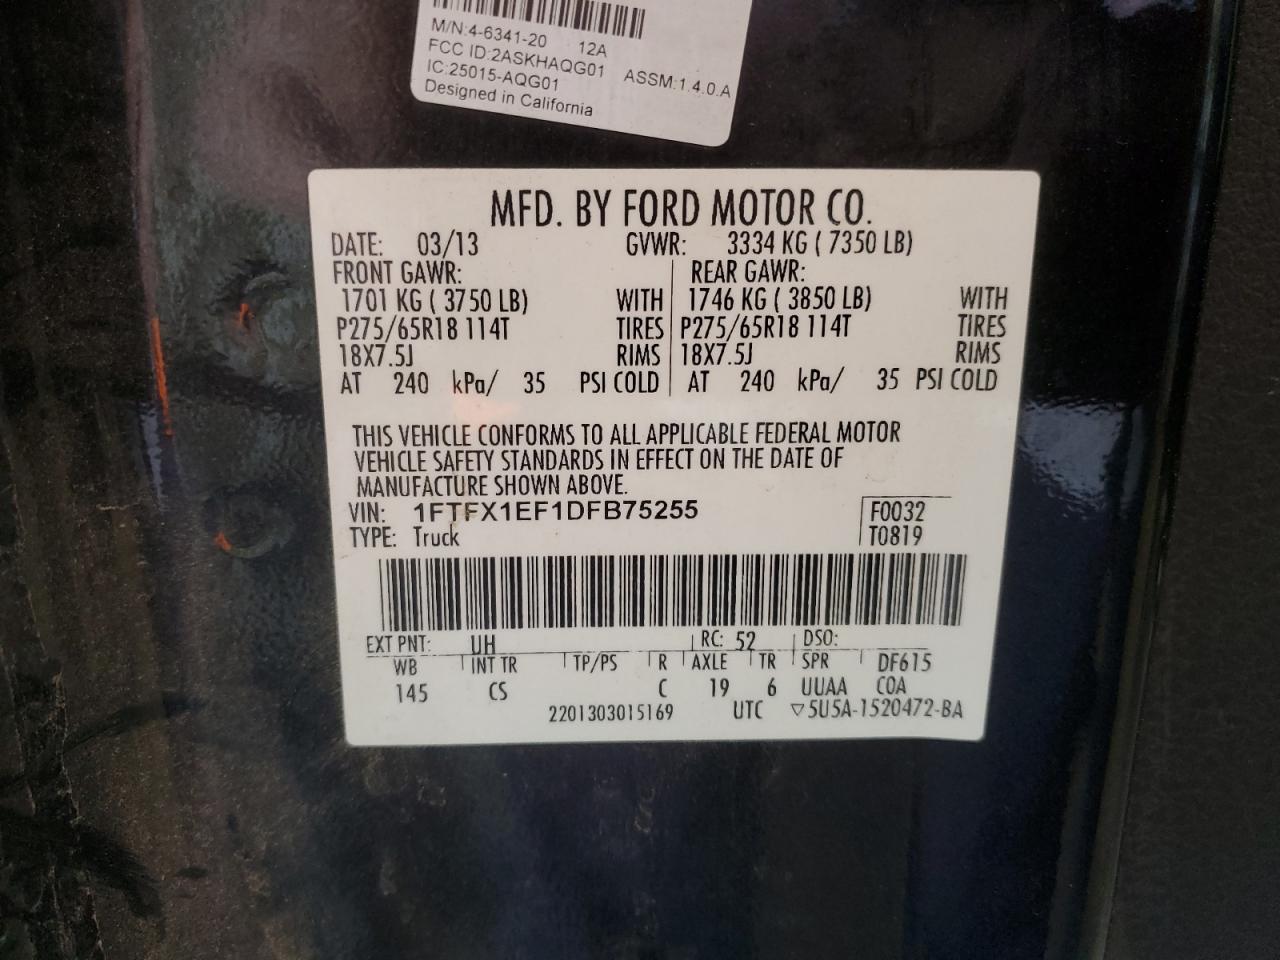 M/N:4-6341-20 12A
FCC ID:2ASKHAQG01 ASSM:1.4.0.A
IC:25015-AQG01
Designed in California
MFD. BY FORD MOTOR CO.
DATE: 03/13 GVWR: 3334 KG ( 7350 LB)
FRONT GAWR: REAR GAWR:
1701 KG ( 3750 LB) WITH 1746 KG ( 3850 LB) WITH
P275/65R18 114T TIRES P275/65R18 114T TIRES
18X7.5J RIMS 18X7.5J RIMS
AT 240 kPa/ 35 PSI COLD AT 240 kPa/ 35 PSI COLD
THIS VEHICLE CONFORMS TO ALL APPLICABLE FEDERAL MOTOR
VEHICLE SAFETY STANDARDS IN EFFECT ON THE DATE OF
MANUFACTURE SHOWN ABOVE.
VIN: 1FTFX1EF1DFB75255 F0032
TYPE: Truck T0819
EXT PNT: UH RC: 52 DSO:
WB INT TR TP/PS R AXLE TR SPR DF615
145 CS C 19 6 UUAA COA
2201303015169 UTC ▽5U5A-1520472-BA